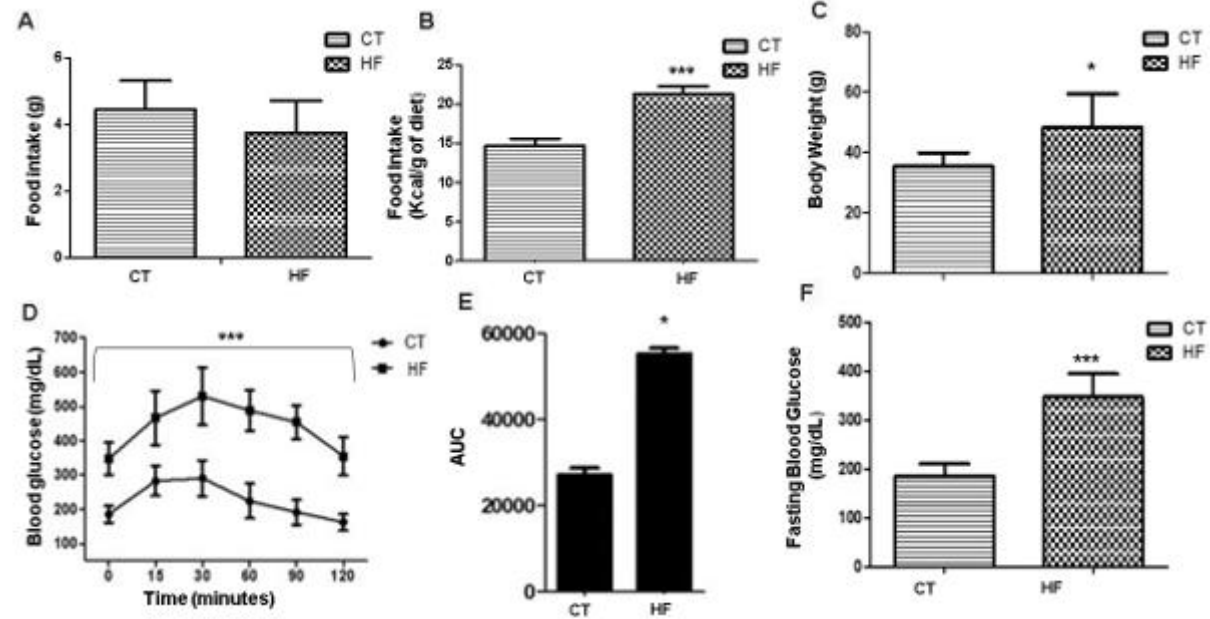 A
CT
HF
Food intake (g)
6
4
2
0
CT
HF
B
CT
HF
***
Food Intake
(Kcal/g of diet)
25
20
15
10
5
0
CT
HF
C
CT
HF
*
Body Weight (g)
80
60
40
20
0
D
***
CT
HF
Blood glucose (mg/dL)
700
600
500
400
300
200
100
0
15
30
60
90
120
Time (minutes)
E
*
AUC
60000
40000
20000
0
CT
HF
F
CT
HF
***
Fasting Blood Glucose
(mg/dL)
500
400
300
200
100
0
CT
HF